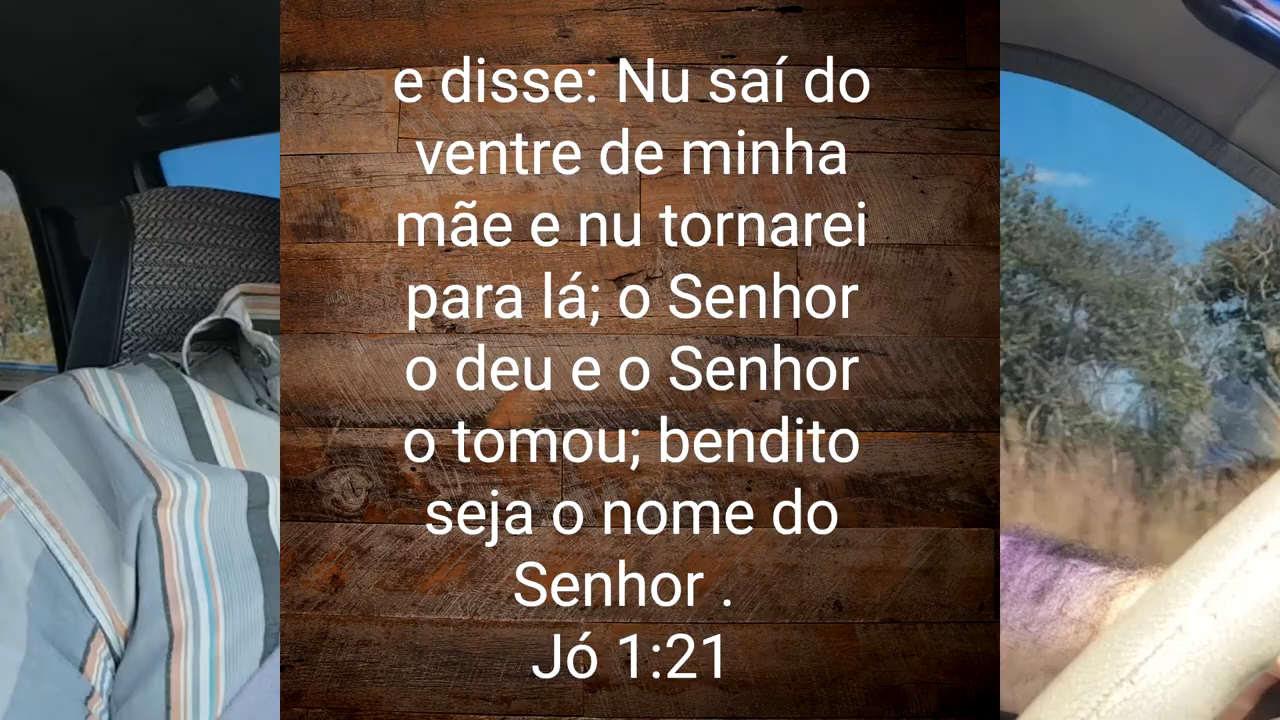 e disse: Nu saí do
ventre de minha
mãe e nu tornarei
para lá; o Senhor
o deu e o Senhor
o tomou; bendito
seja o nome do
Senhor .
Jó 1:21